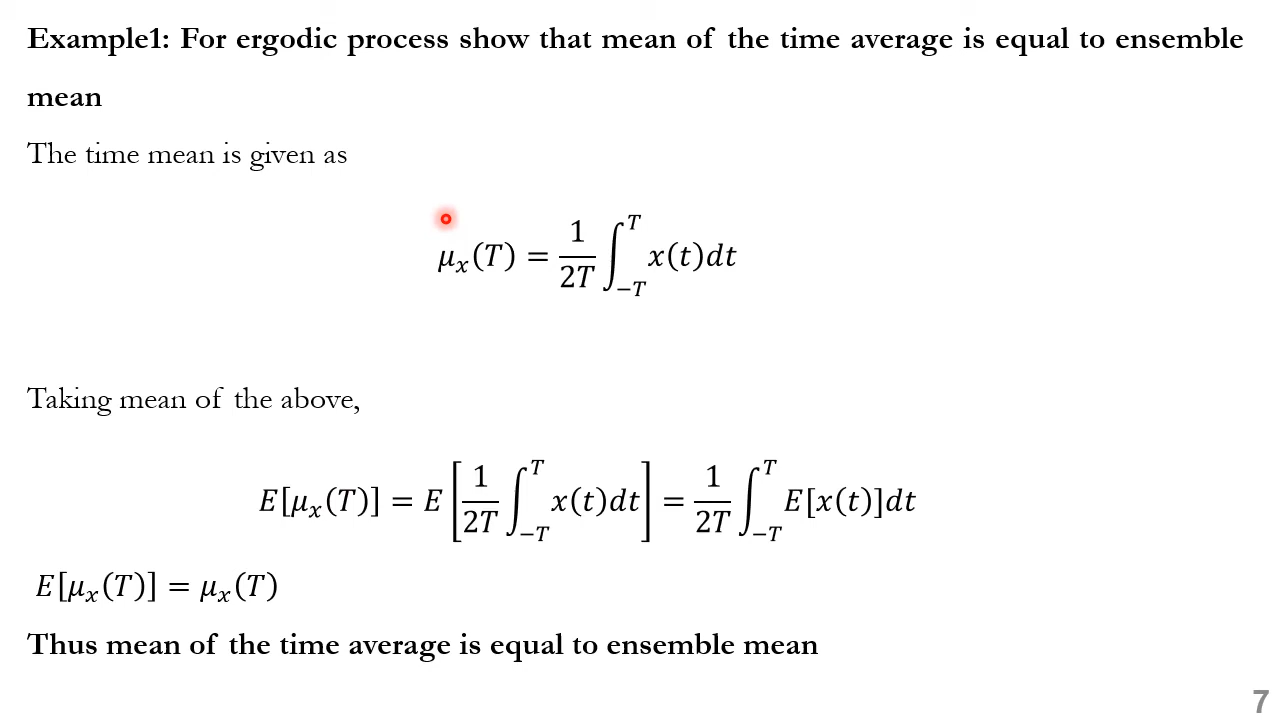 Example1: For ergodic process show that mean of the time average is equal to ensemble
mean
The time mean is given as
μₓ(T) = 1/2T ∫_{-T}^{T} x(t)dt
Taking mean of the above,
E[μₓ(T)] = E[1/2T ∫_{-T}^{T} x(t)dt] = 1/2T ∫_{-T}^{T} E[x(t)]dt
E[μₓ(T)] = μₓ(T)
Thus mean of the time average is equal to ensemble mean
7